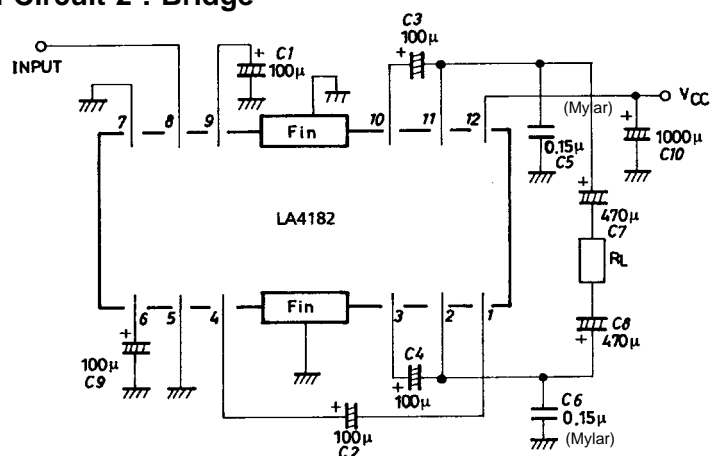 Circuit 2 : Bridge
INPUT
C1
100μ
C3
100μ
VCC
(Mylar)
0.15μ
C5
1000μ
C10
7
8
9
Fin
10
11
12
LA4182
470μ
C7
RL
6
5
4
Fin
3
2
1
C8
470μ
100μ
C9
C4
100μ
100μ
C2
C6
0.15μ
(Mylar)